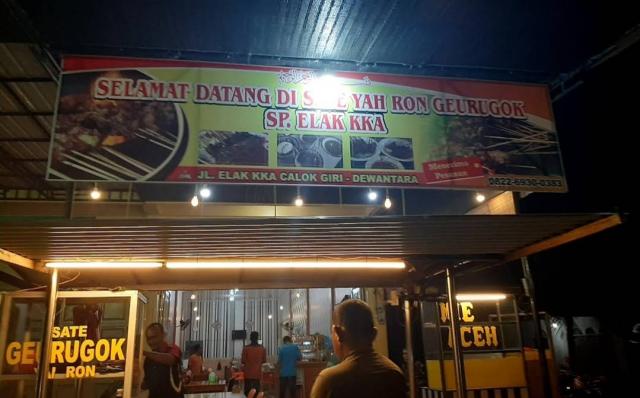 SELAMAT DATANG DI SATE YAH RON GEURUGOK
SP. ELAK KKA
JL. ELAK KKA CALOK GIRI - DEWANTARA
Menerima
Pesanan
0822-6930-0383
SATE
GEURUGOK
RON
MIE
ACEH